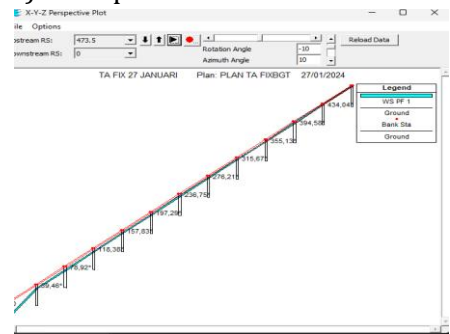 X-Y-Z Perspective Plot
ile Options
pstream RS: 473.5
Reload Data
wnstream RS: 0
Rotation Angle -10
Azimuth Angle 10
TA FIX 27 JANUARI Plan: PLAN TA FIXBGT 27/01/2024
Legend
WS PF 1
Ground
Bank Sta
Ground
434,04
394,58
355,13
315,67
276,21
236,75
197,29
157,83
118,38
78,92*
39,46*
0